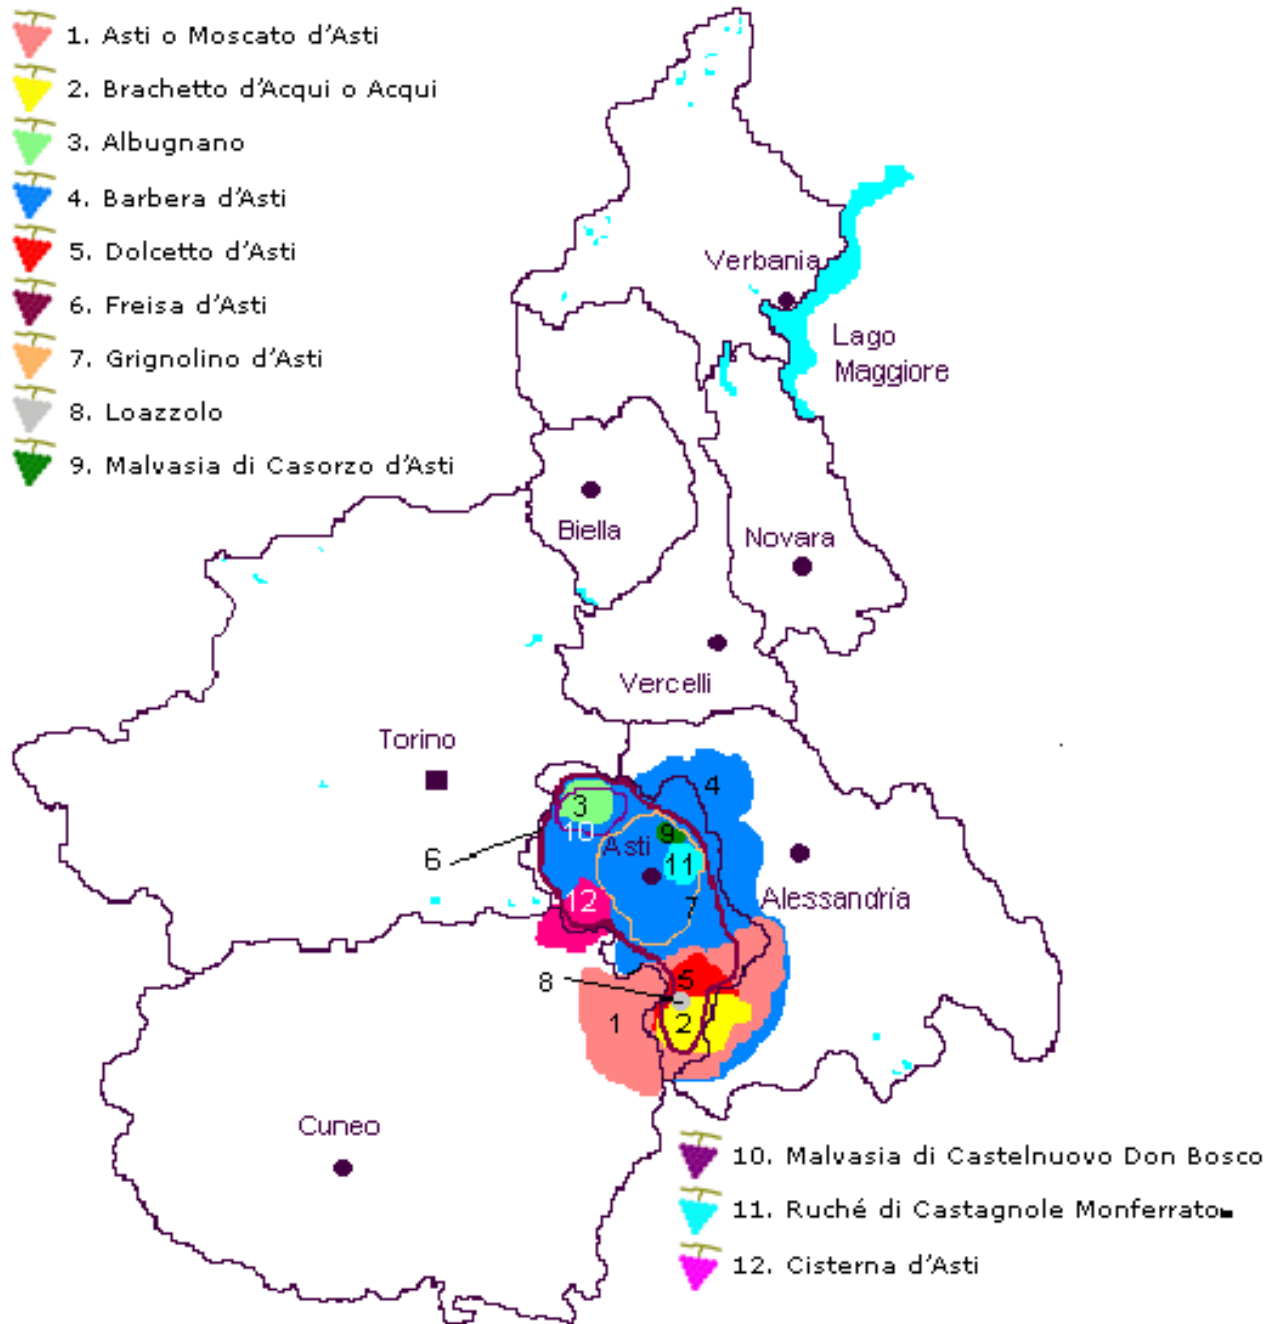 1. Asti o Moscato d'Asti
2. Brachetto d'Acqui o Acqui
3. Albugnano
4. Barbera d'Asti
5. Dolcetto d'Asti
6. Freisa d'Asti
7. Grignolino d'Asti
8. Loazzolo
9. Malvasia di Casorzo d'Asti
Verbania
Lago
Maggiore
Biella
Novara
Vercelli
Torino
4
3
10
9
Asti
6
11
Alessandria
12
7
5
8
1
2
Cuneo
10. Malvasia di Castelnuovo Don Bosco
11. Ruché di Castagnole Monferrato
12. Cisterna d'Asti